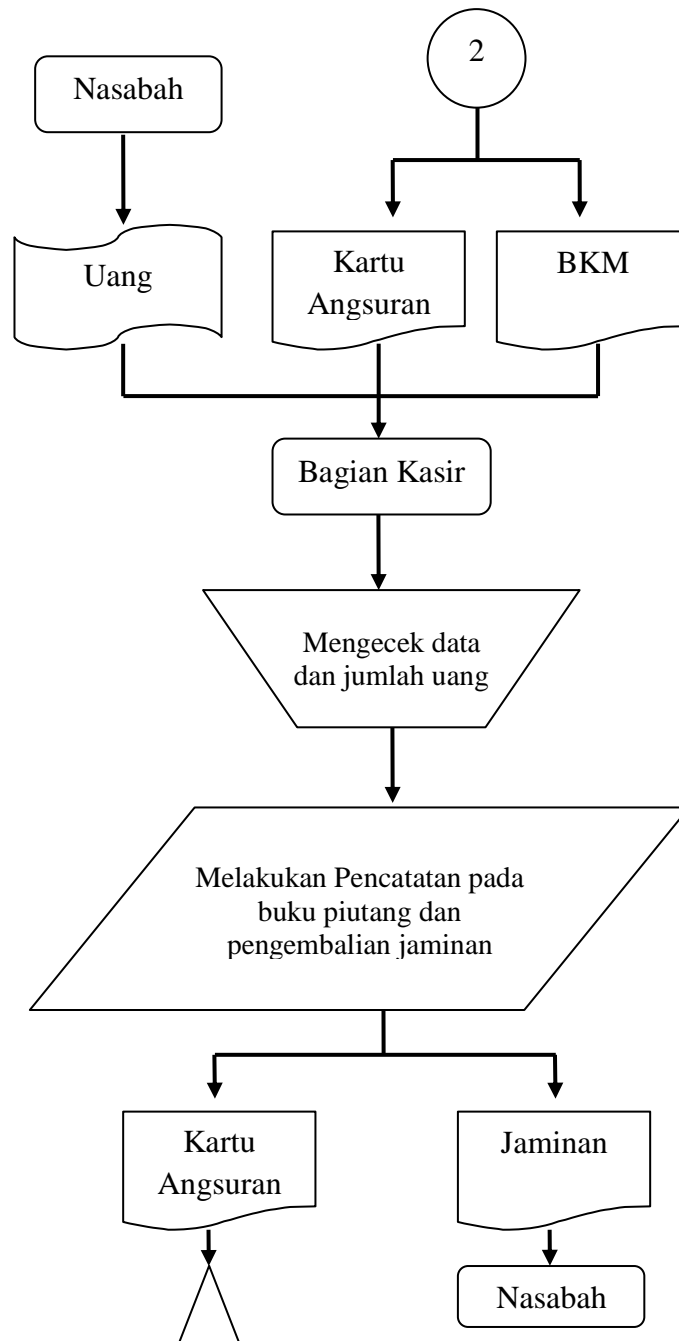 2
Nasabah
Uang
Kartu
Angsuran
BKM
Bagian Kasir
Mengecek data
dan jumlah uang
Melakukan Pencatatan pada
buku piutang dan
pengembalian jaminan
Kartu
Angsuran
Jaminan
Nasabah